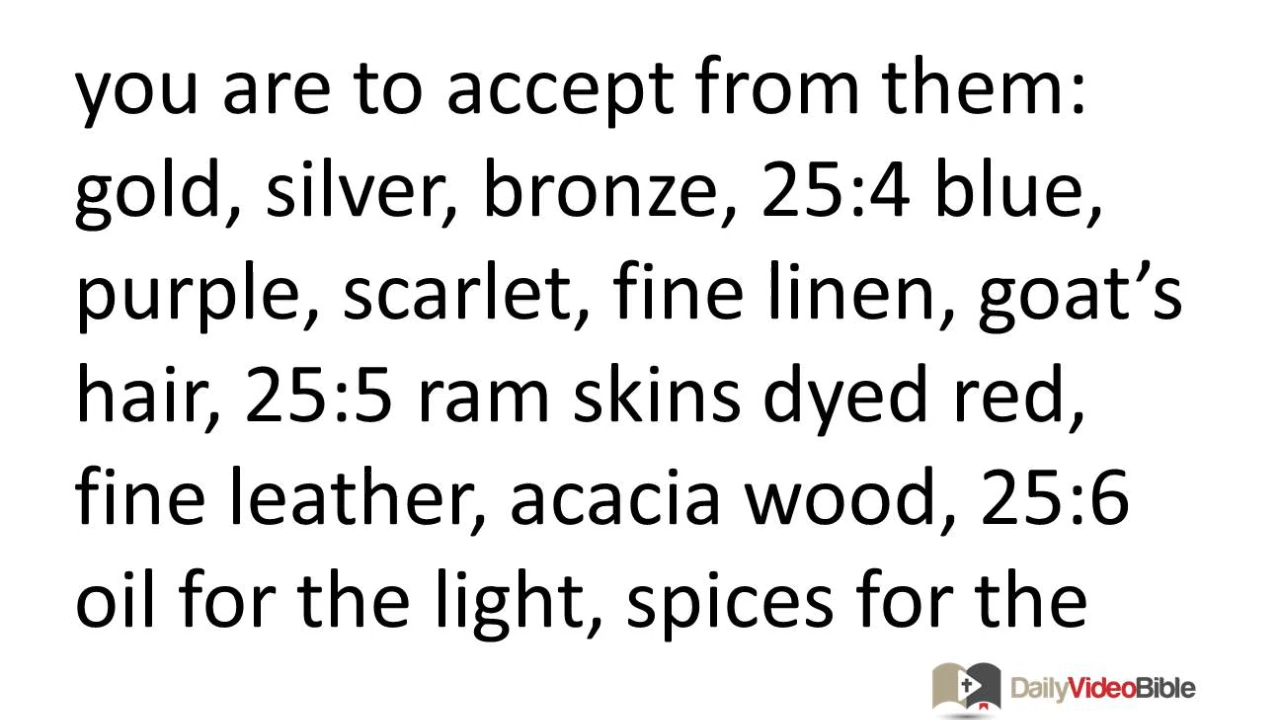 you are to accept from them:
gold, silver, bronze, 25:4 blue,
purple, scarlet, fine linen, goat’s
hair, 25:5 ram skins dyed red,
fine leather, acacia wood, 25:6
oil for the light, spices for the
DailyVideoBible